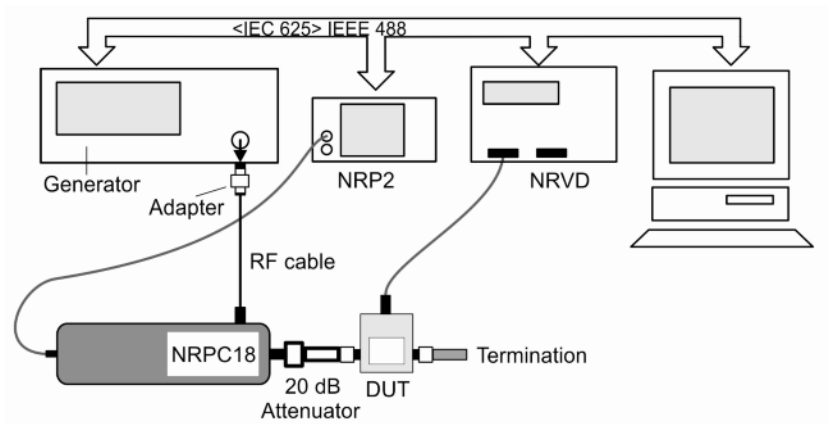 <IEC 625> IEEE 488
Generator
Adapter
NRP2
NRVD
RF cable
NRPC18
20 dB
Attenuator
DUT
Termination